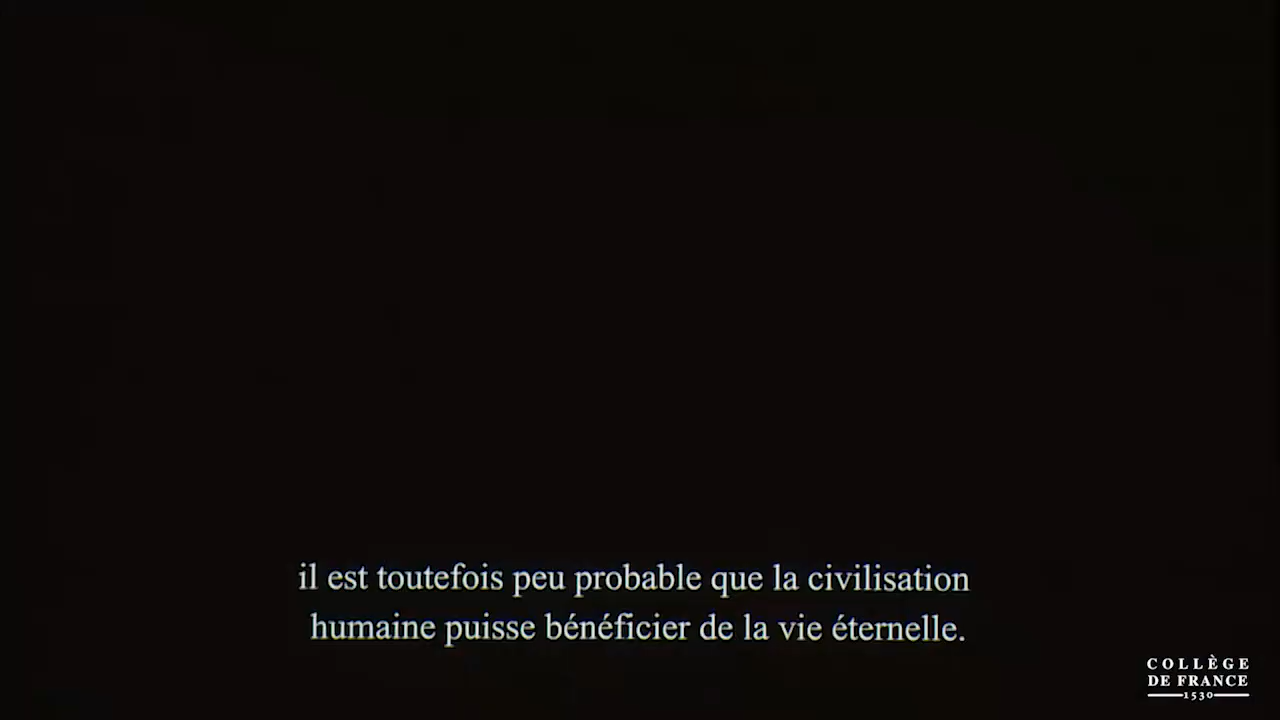 il est toutefois peu probable que la civilisation
humaine puisse bénéficier de la vie éternelle.
COLLÈGE
DE FRANCE
1530